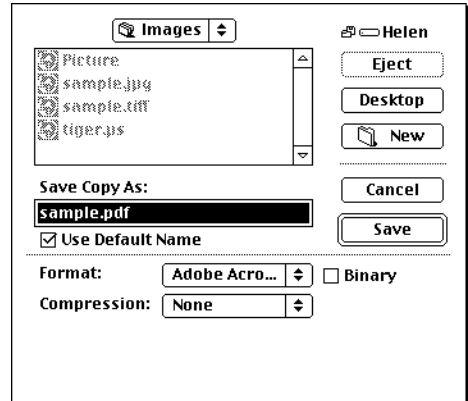 Images
Helen
Picture
sample.jpg
sample.tiff
tiger.ps
Eject
Desktop
New
Save Copy As:
sample.pdf
Use Default Name
Cancel
Save
Format:
Adobe Acro...
Binary
Compression:
None